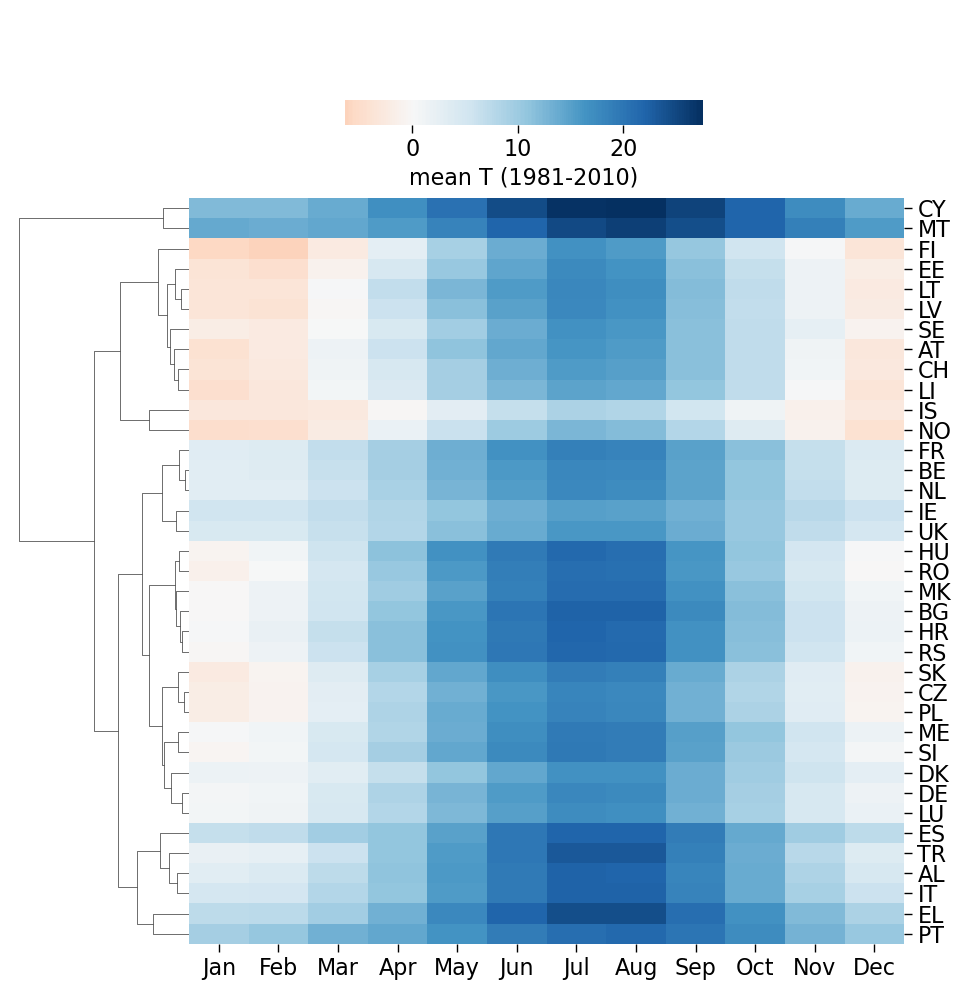 0 10 20
mean T (1981-2010)
CY
MT
FI
EE
LT
LV
SE
AT
CH
LI
IS
NO
FR
BE
NL
IE
UK
HU
RO
MK
BG
HR
RS
SK
CZ
PL
ME
SI
DK
DE
LU
ES
TR
AL
IT
EL
PT
Jan Feb Mar Apr May Jun Jul Aug Sep Oct Nov Dec